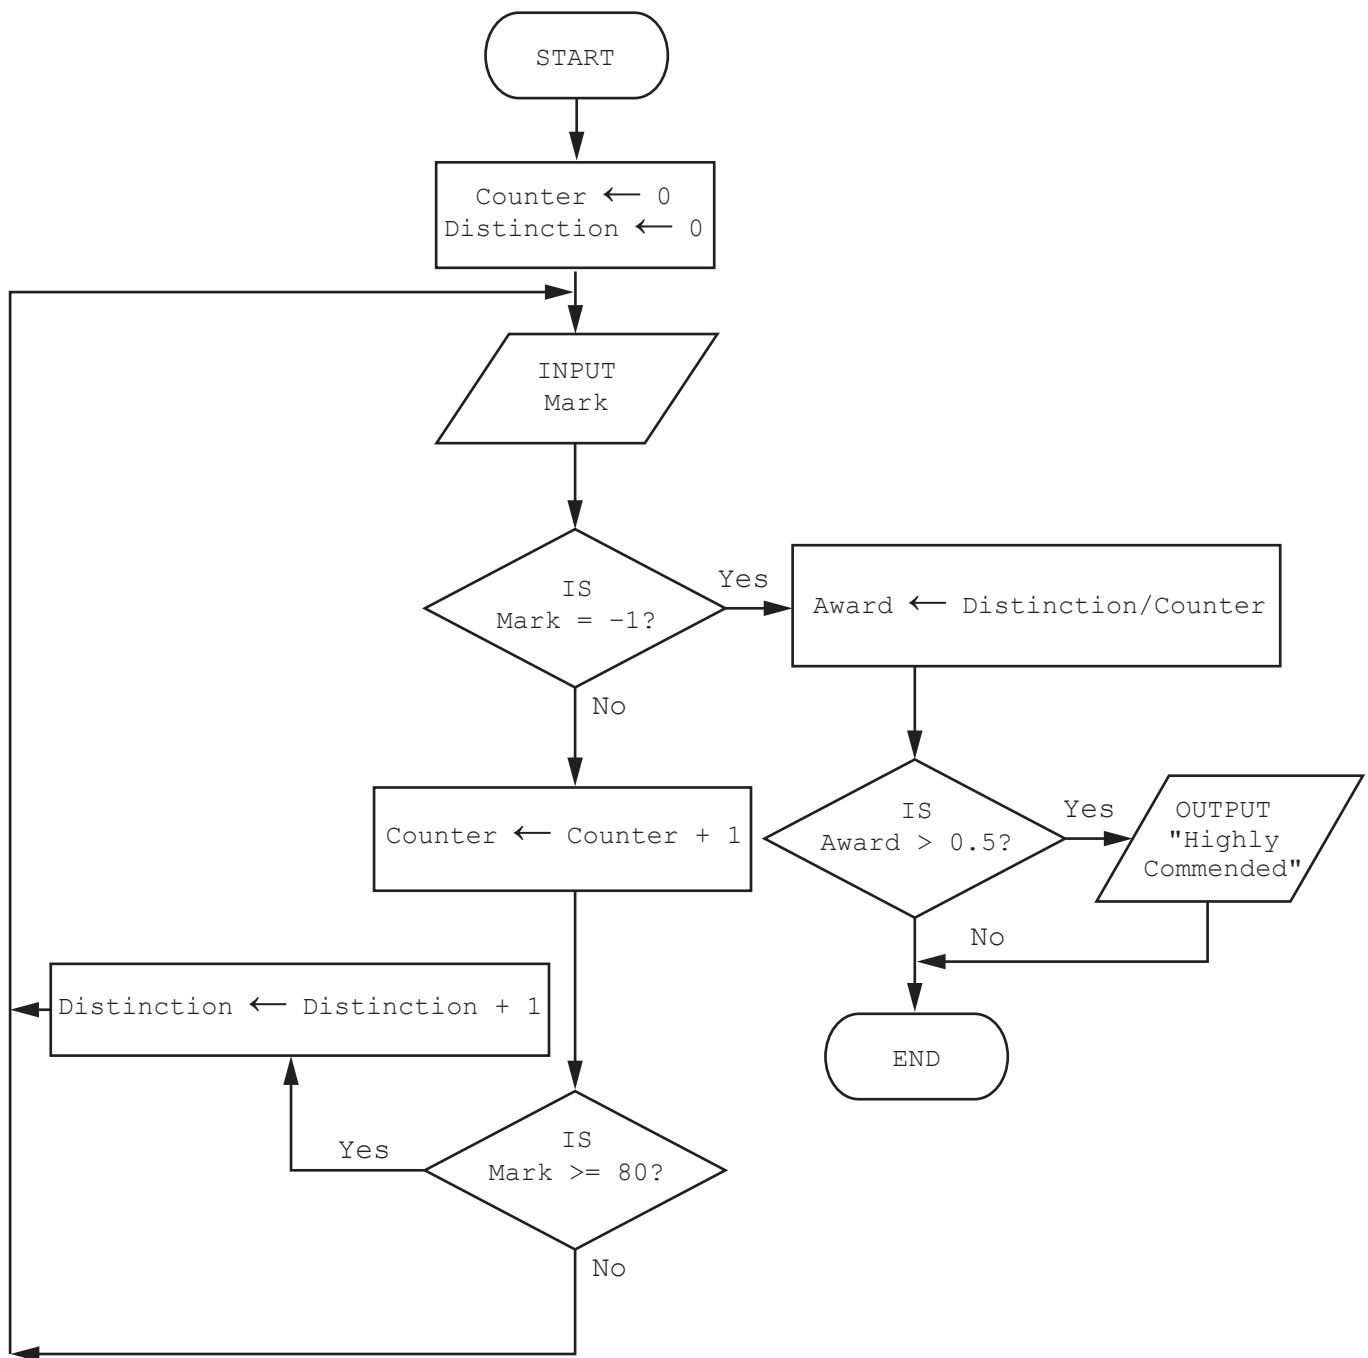 START
Counter ← 0
Distinction ← 0
INPUT
Mark
IS
Mark = -1?
Yes
Award ← Distinction/Counter
No
Counter ← Counter + 1
IS
Award > 0.5?
Yes
OUTPUT
"Highly
Commended"
No
Distinction ← Distinction + 1
END
IS
Mark >= 80?
Yes
No